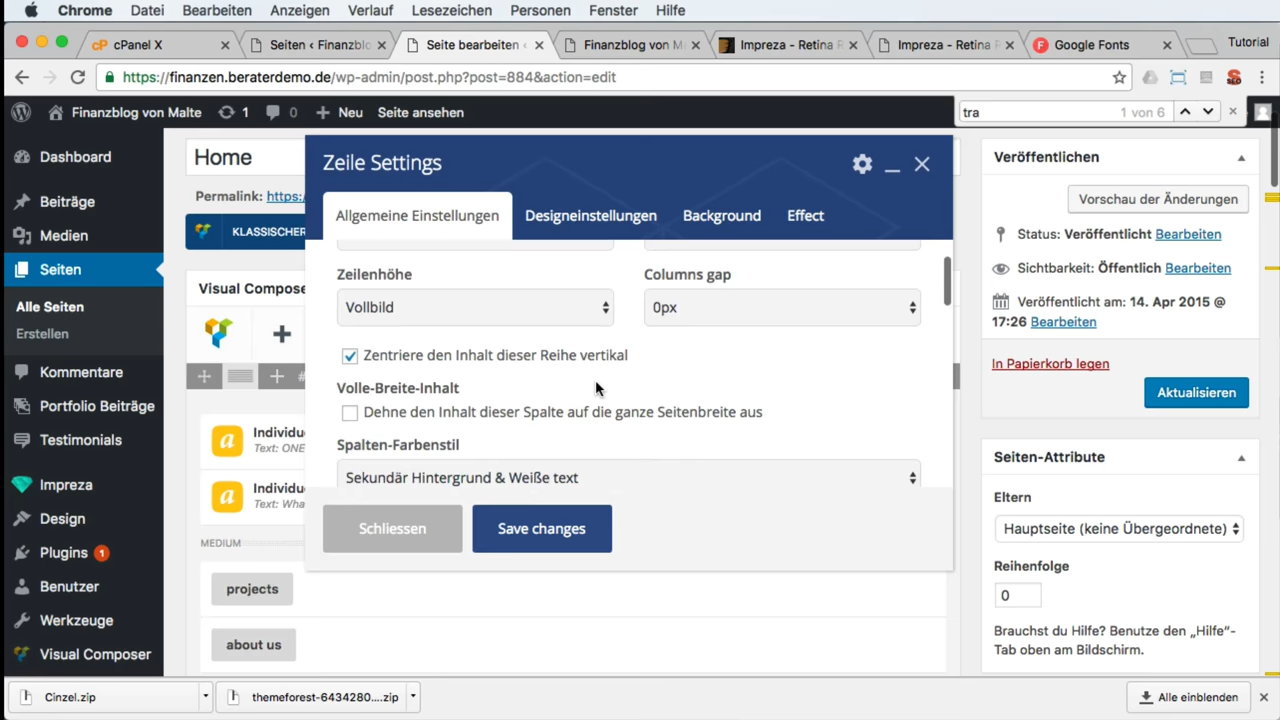 Chrome Datei Bearbeiten Anzeigen Verlauf Lesezeichen Personen Fenster Hilfe
cP cPanel X
Seiten ‹ Finanzbl
Seite bearbeiten ‹
Finanzblog von M
Impreza - Retina
Impreza - Retina
F Google Fonts
Tutorial
https://finanzen.beraterdemo.de/wp-admin/post.php?post=884&action=edit
SEO
Finanzblog von Malte 1 0 Neu Seite ansehen
tra 1 von 6
Dashboard
Beiträge
Medien
Seiten
Alle Seiten
Erstellen
Kommentare
Portfolio Beiträge
Testimonials
Impreza
Design
Plugins 1
Benutzer
Werkzeuge
Visual Composer
Home
Permalink: https:
KLASSISCHER
Visual Compose
a Individu
Text: ONE
a Individu
Text: Wha
MEDIUM
projects
about us
Zeile Settings
Allgemeine Einstellungen Designeinstellungen Background Effect
Zeilenhöhe
Vollbild
Columns gap
0px
Zentriere den Inhalt dieser Reihe vertikal
Volle-Breite-Inhalt
Dehne den Inhalt dieser Spalte auf die ganze Seitenbreite aus
Spalten-Farbenstil
Sekundär Hintergrund & Weiße text
Schliessen Save changes
Veröffentlichen
Vorschau der Änderungen
Status: Veröffentlicht Bearbeiten
Sichtbarkeit: Öffentlich Bearbeiten
Veröffentlicht am: 14. Apr 2015 @
17:26 Bearbeiten
In Papierkorb legen
Aktualisieren
Seiten-Attribute
Eltern
Hauptseite (keine Übergeordnete)
Reihenfolge
0
Brauchst du Hilfe? Benutze den „Hilfe“-
Tab oben am Bildschirm.
Cinzel.zip
themeforest-6434280....zip
Alle einblenden